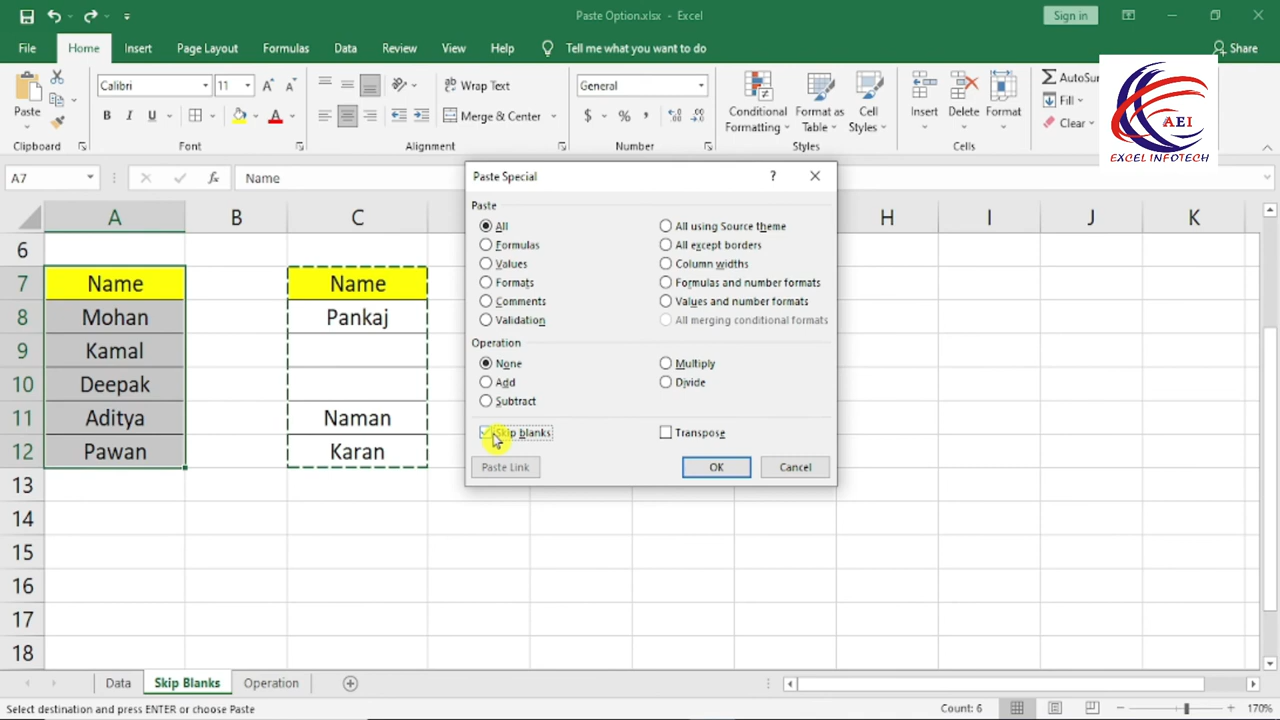 Paste Option.xlsx - Excel
Sign in
File Home Insert Page Layout Formulas Data Review View Help Tell me what you want to do Share
Paste
Clipboard
Calibri 11
B I U
Font
Wrap Text
Merge & Center
Alignment
General
$ % ,
Number
Conditional Formatting
Format as Table
Cell Styles
Styles
Insert Delete Format
Cells
AutoSu
Fill
Clear
AEI
EXCEL INFOTECH
A7 fx Name
A B C H I J K
6
7 Name Name
8 Mohan Pankaj
9 Kamal
10 Deepak
11 Aditya Naman
12 Pawan Karan
13
14
15
16
17
18
Paste Special ?
Paste
All All using Source theme
Formulas All except borders
Values Column widths
Formats Formulas and number formats
Comments Values and number formats
Validation All merging conditional formats
Operation
None Multiply
Add Divide
Subtract
Skip blanks Transpose
Paste Link OK Cancel
Data Skip Blanks Operation
Select destination and press ENTER or choose Paste Count: 6 170%